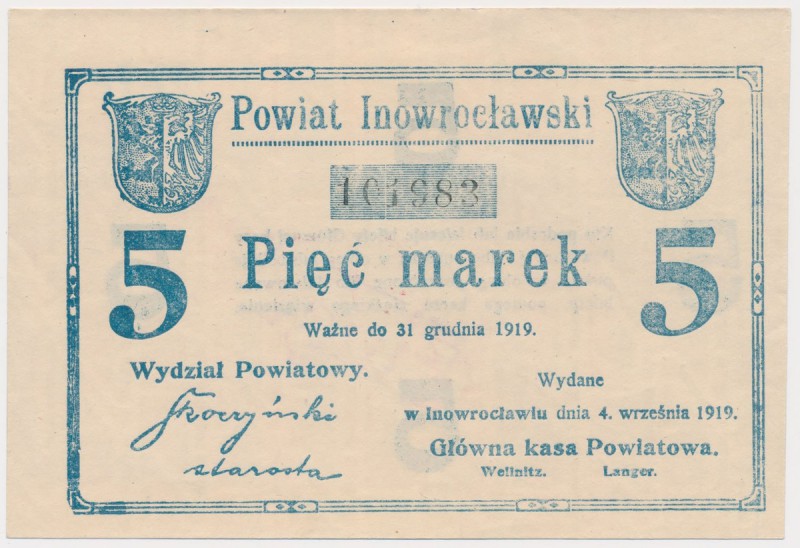 Powiat Inowrocławski
101983
5 Pięć marek 5
Ważne do 31 grudnia 1919.
Wydział Powiatowy.
Wydane
w Inowrocławiu dnia 4. września 1919.
starosta
Główna kasa Powiatowa.
Wellnitz. Langer.